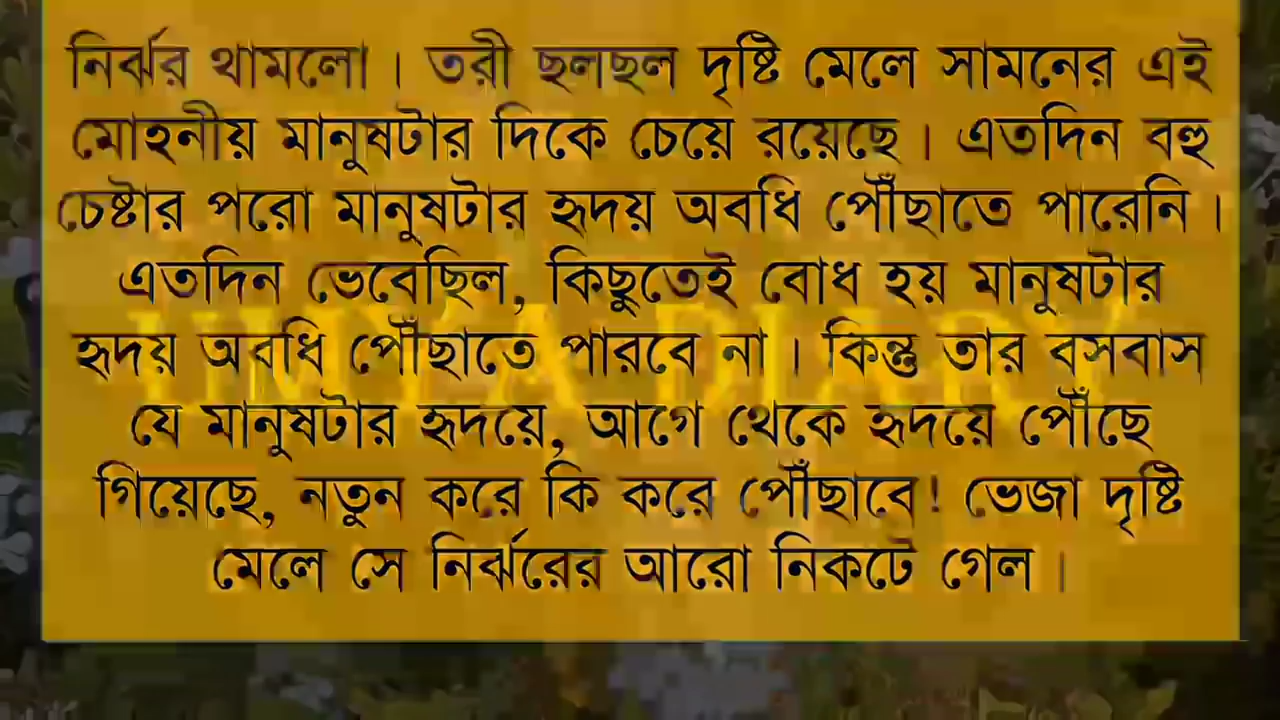 নির্ঝর থামলো। তরী ছলছল দৃষ্টি মেলে সামনের এই
মোহনীয় মানুষটার দিকে চেয়ে রয়েছে। এতদিন বহু
চেষ্টার পরো মানুষটার হৃদয় অবধি পৌঁছাতে পারেনি।
এতদিন ভেবেছিল, কিছুতেই বোধ হয় মানুষটার
হৃদয় অবধি পৌঁছাতে পারবে না। কিন্তু তার বসবাস
যে মানুষটার হৃদয়ে, আগে থেকে হৃদয়ে পৌঁছে
গিয়েছে, নতুন করে কি করে পৌঁছাবে! ভেজা দৃষ্টি
মেলে সে নির্ঝরের আরো নিকটে গেল।
DIARY